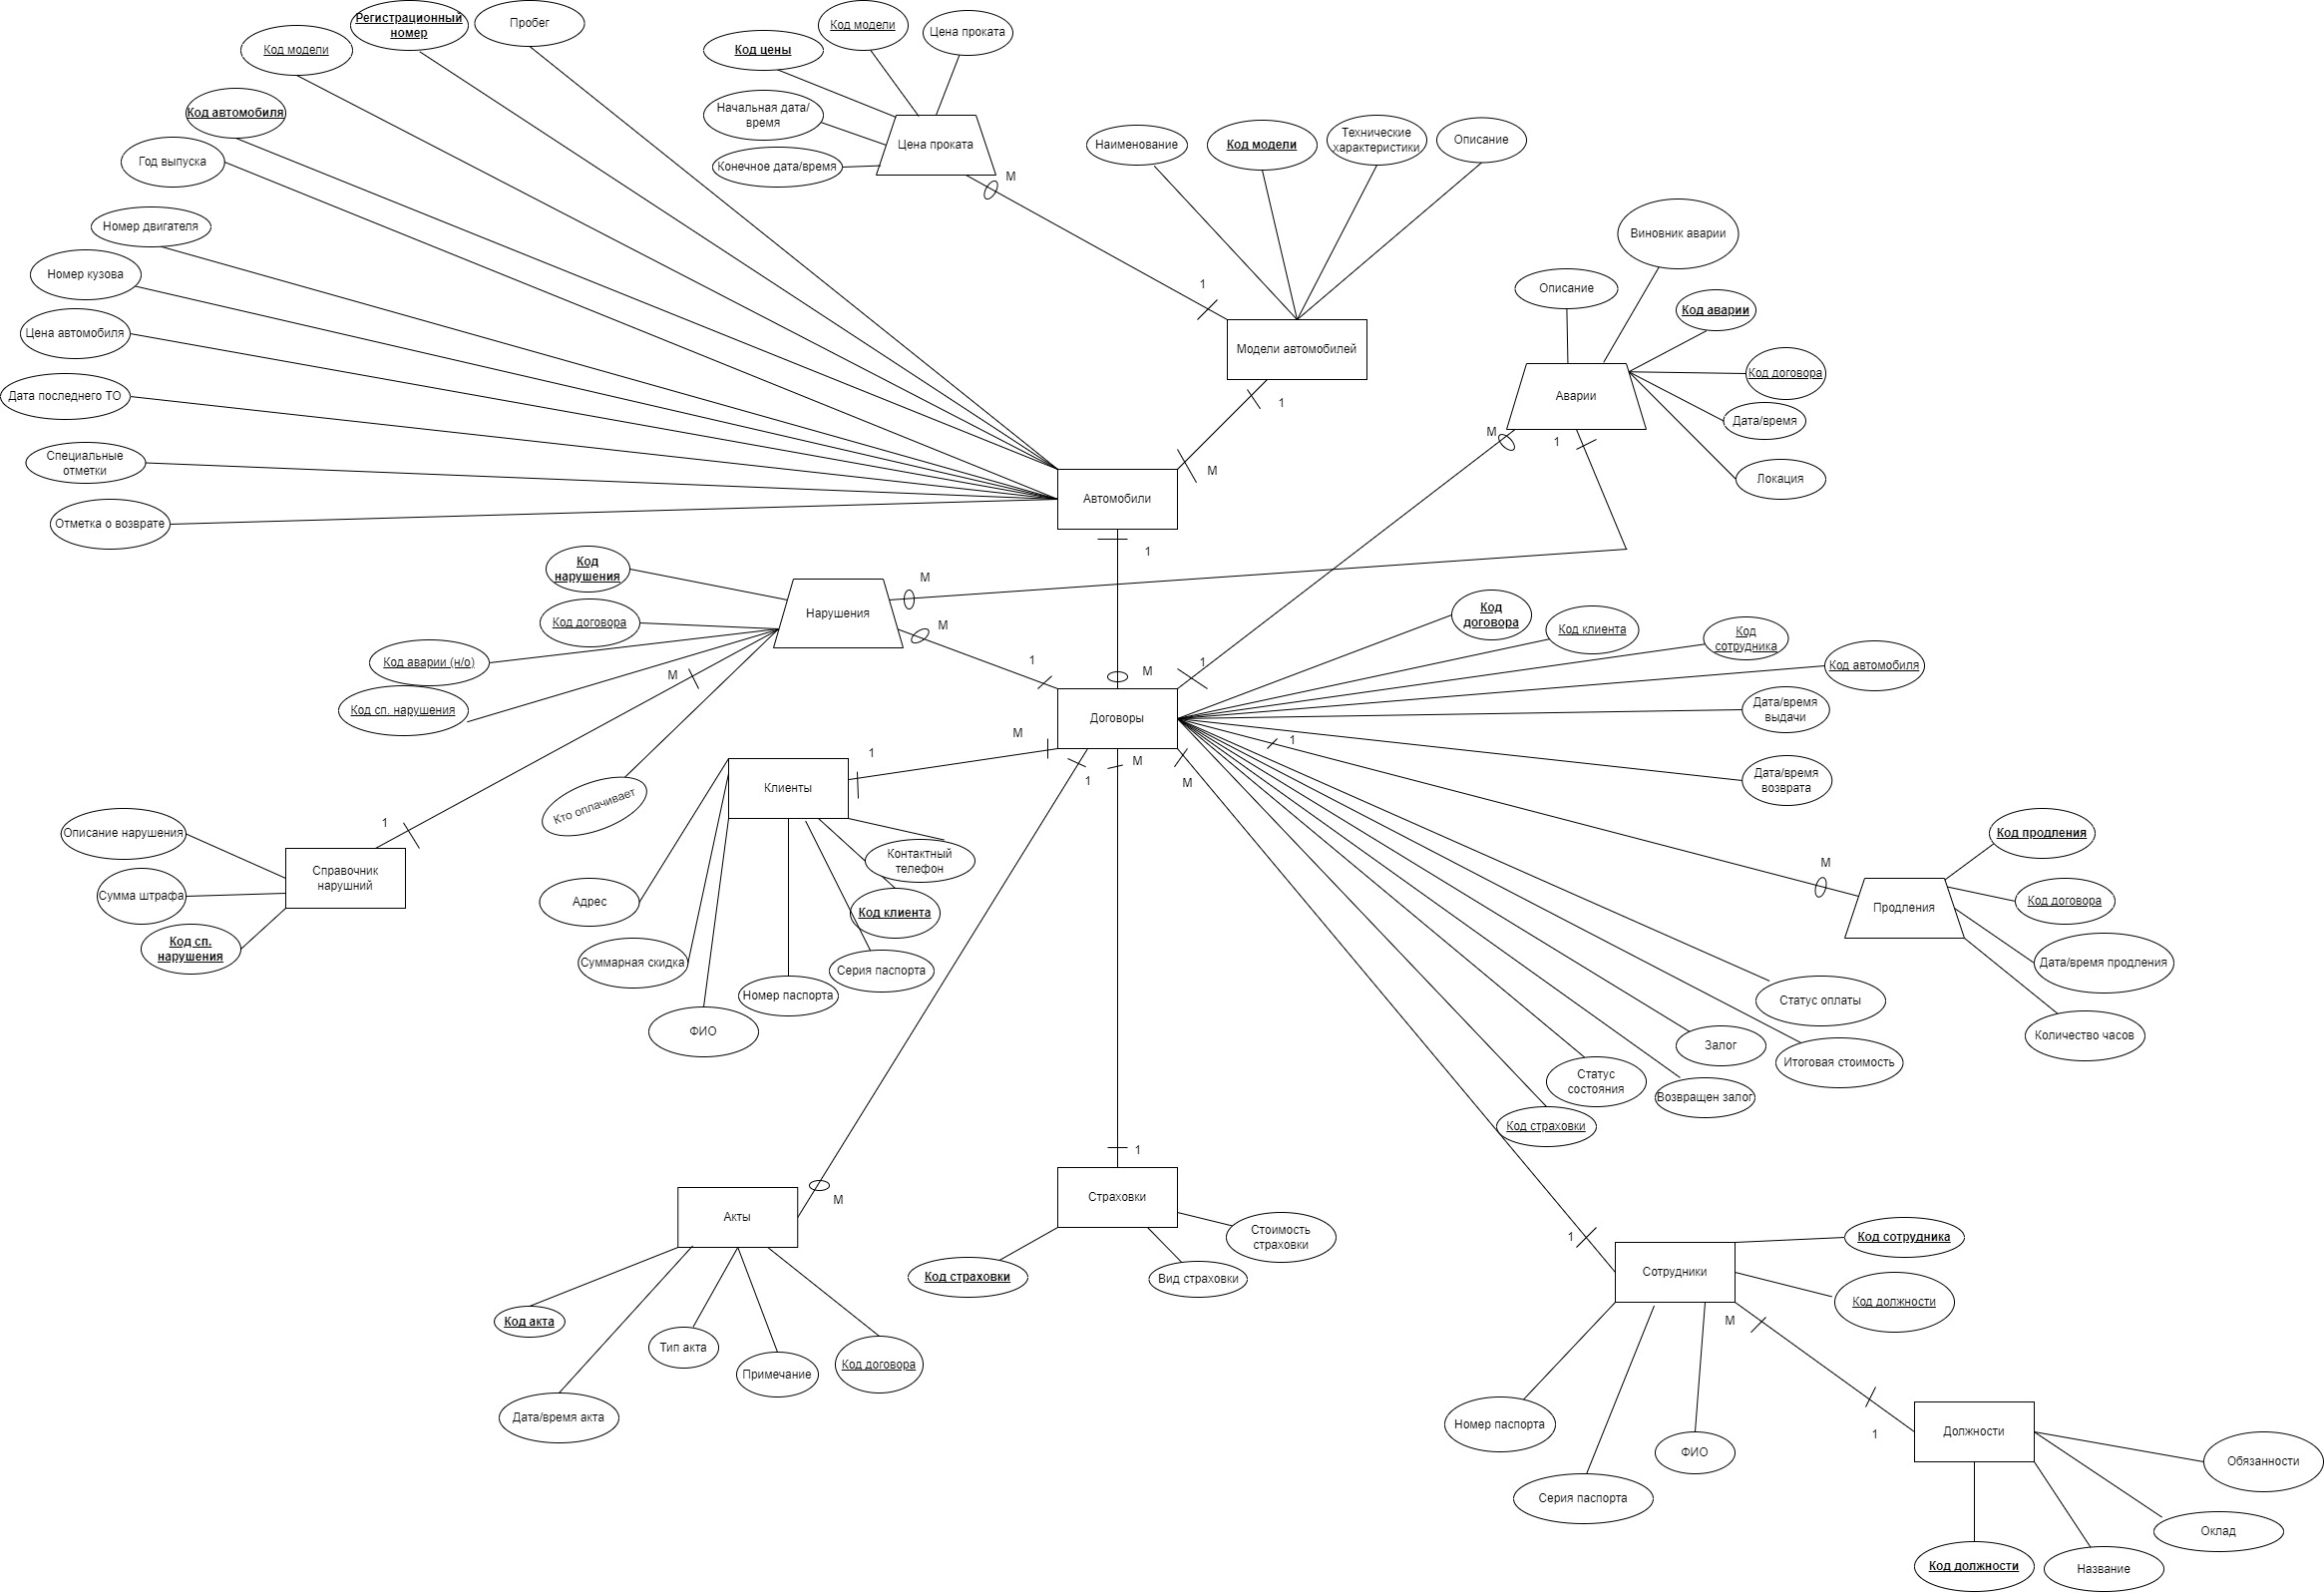 Регистрационный
номер
Пробег
Код модели
Код автомобиля
Год выпуска
Номер двигателя
Номер кузова
Цена автомобиля
Дата последнего ТО
Специальные
отметки
Отметка о возврате
Код цены
Код модели
Цена проката
Начальная дата/
время
Конечное дата/время
Цена проката
М
1
Наименование
Код модели
Технические
характеристики
Описание
Модели автомобилей
1
М
Автомобили
1
Виновник аварии
Описание
Код аварии
Код договора
Дата/время
Локация
Аварии
М
1
Код
нарушения
Код договора
Код аварии (н/о)
Код сп. нарушения
Кто оплачивает
Нарушения
М
М
М
1
1
М
1
Договоры
Код
договора
Код клиента
Код
сотрудника
Код автомобиля
Дата/время
выдачи
Дата/время
возврата
1
М
1
М
М
1
Клиенты
Контактный
телефон
Код клиента
Адрес
Суммарная скидка
Серия паспорта
Номер паспорта
ФИО
1
Описание нарушения
Сумма штрафа
Код сп.
нарушения
Справочник
нарушний
М
Код продления
Код договора
Дата/время продления
Количество часов
Продления
Статус оплаты
Залог
Итоговая стоимость
Статус
состояния
Возвращен залог
Код страховки
1
Страховки
Стоимость
страховки
Код страховки
Вид страховки
М
Акты
Код акта
Тип акта
Примечание
Код договора
Дата/время акта
1
Сотрудники
Код сотрудника
Код должности
М
Номер паспорта
ФИО
Серия паспорта
1
Должности
Обязанности
Оклад
Код должности
Название